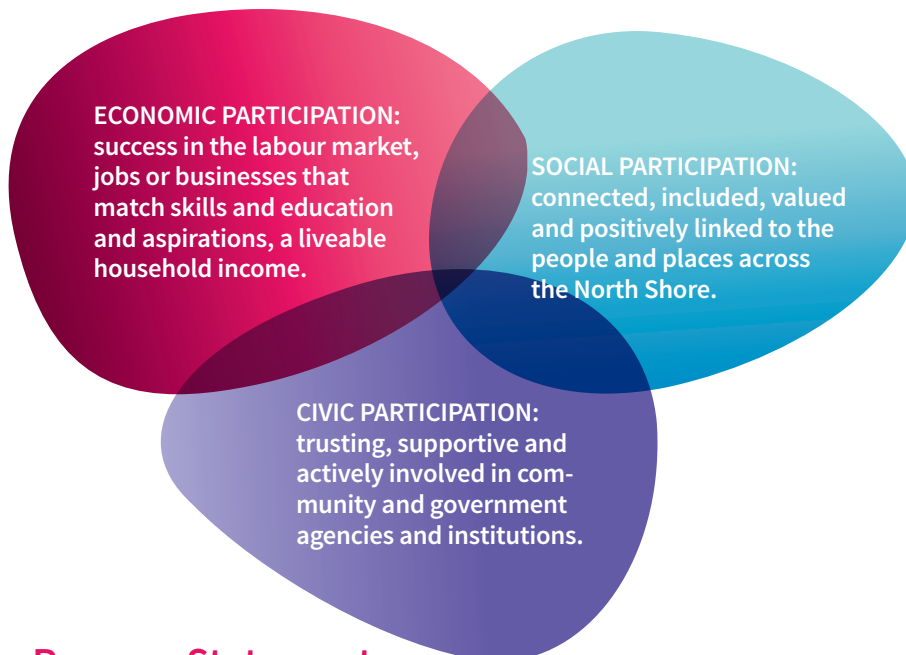 ECONOMIC PARTICIPATION:
success in the labour market,
jobs or businesses that
match skills and education
and aspirations, a liveable
household income.
SOCIAL PARTICIPATION:
connected, included, valued
and positively linked to the
people and places across
the North Shore.
CIVIC PARTICIPATION:
trusting, supportive and
actively involved in com-
munity and government
agencies and institutions.